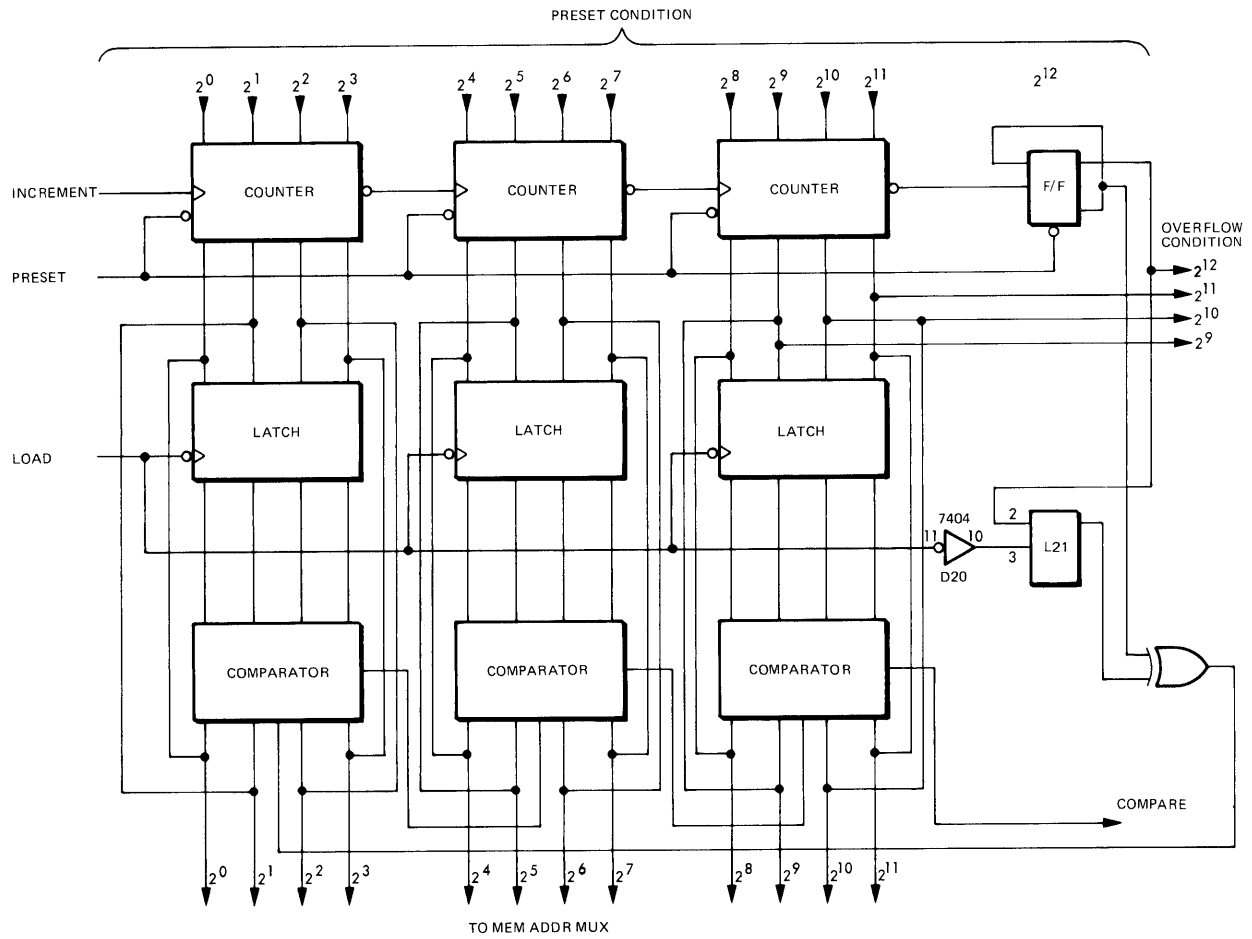 PRESET CONDITION
2^0 2^1 2^2 2^3 2^4 2^5 2^6 2^7 2^8 2^9 2^10 2^11 2^12
INCREMENT
COUNTER COUNTER COUNTER F/F
PRESET
OVERFLOW
CONDITION
2^12
2^11
2^10
2^9
LATCH LATCH LATCH
LOAD
7404
11 10
D20
2
3
L21
COMPARATOR COMPARATOR COMPARATOR
COMPARE
2^0 2^1 2^2 2^3 2^4 2^5 2^6 2^7 2^8 2^9 2^10 2^11
TO MEM ADDR MUX